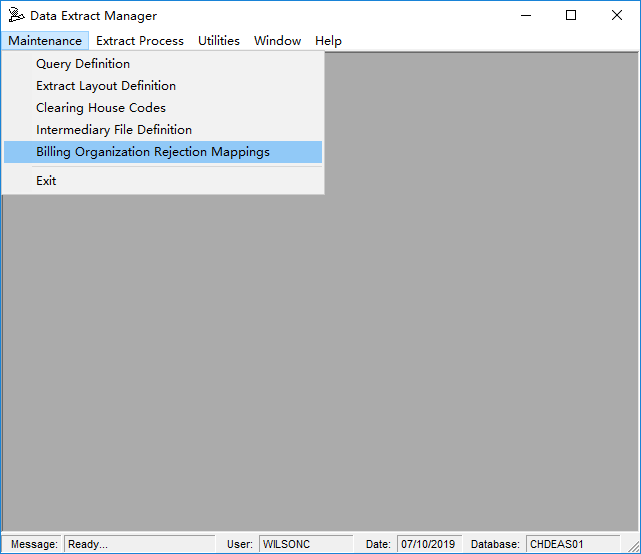 Data Extract Manager
Maintenance Extract Process Utilities Window Help
Query Definition
Extract Layout Definition
Clearing House Codes
Intermediary File Definition
Billing Organization Rejection Mappings
Exit
Message: Ready... User: WILSONC Date: 07/10/2019 Database: CHDEAS01